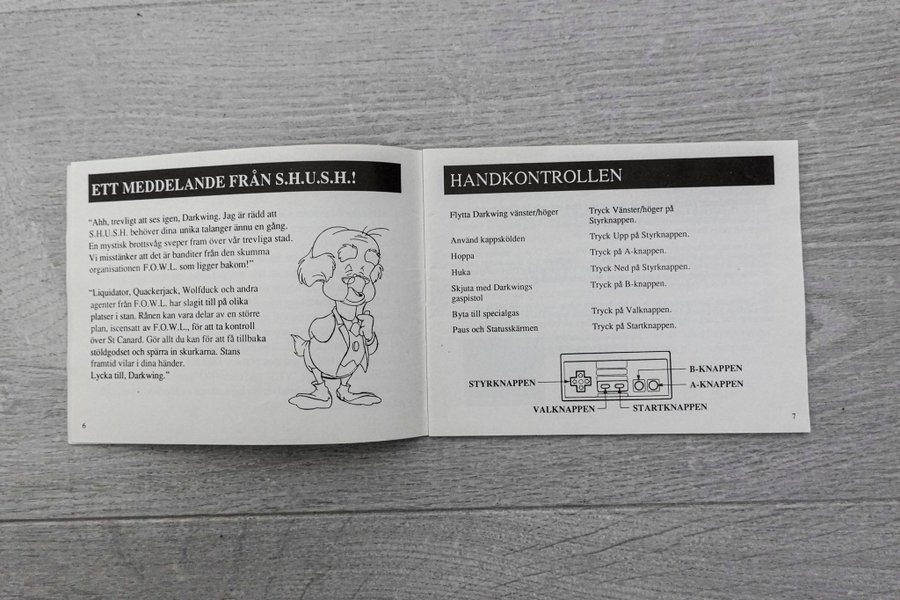 ETT MEDDELANDE FRÅN S.H.U.S.H.!
"Ahh, trevligt att ses igen, Darkwing. Jag är rädd att
S.H.U.S.H. behöver dina unika talanger ännu en gång.
En mystisk brottsvåg sveper fram över vår trevliga stad.
Vi misstänker att det är banditer från den skumma
organisationen F.O.W.L. som ligger bakom!"
"Liquidator, Quackerjack, Wolfduck och andra
agenter från F.O.W.L. har slagit till på olika
platser i stan. Rånen kan vara delar av en större
plan, iscensatt av F.O.W.L., för att ta kontroll
över St Canard. Gör allt du kan för att få tillbaka
stöldgodset och spärra in skurkarna. Stans
framtid vilar i dina händer.
Lycka till, Darkwing."
6
HANDKONTROLLEN
Flytta Darkwing vänster/höger Tryck Vänster/höger på
Styrknappen.
Använd kappskölden Tryck Upp på Styrknappen.
Hoppa Tryck på A-knappen.
Huka Tryck Ned på Styrknappen.
Skjuta med Darkwings Tryck på B-knappen.
gaspistol
Byta till specialgas Tryck på Valknappen.
Paus och Statusskärmen Tryck på Startknappen.
STYRKNAPPEN
B-KNAPPEN
A-KNAPPEN
VALKNAPPEN
STARTKNAPPEN
7